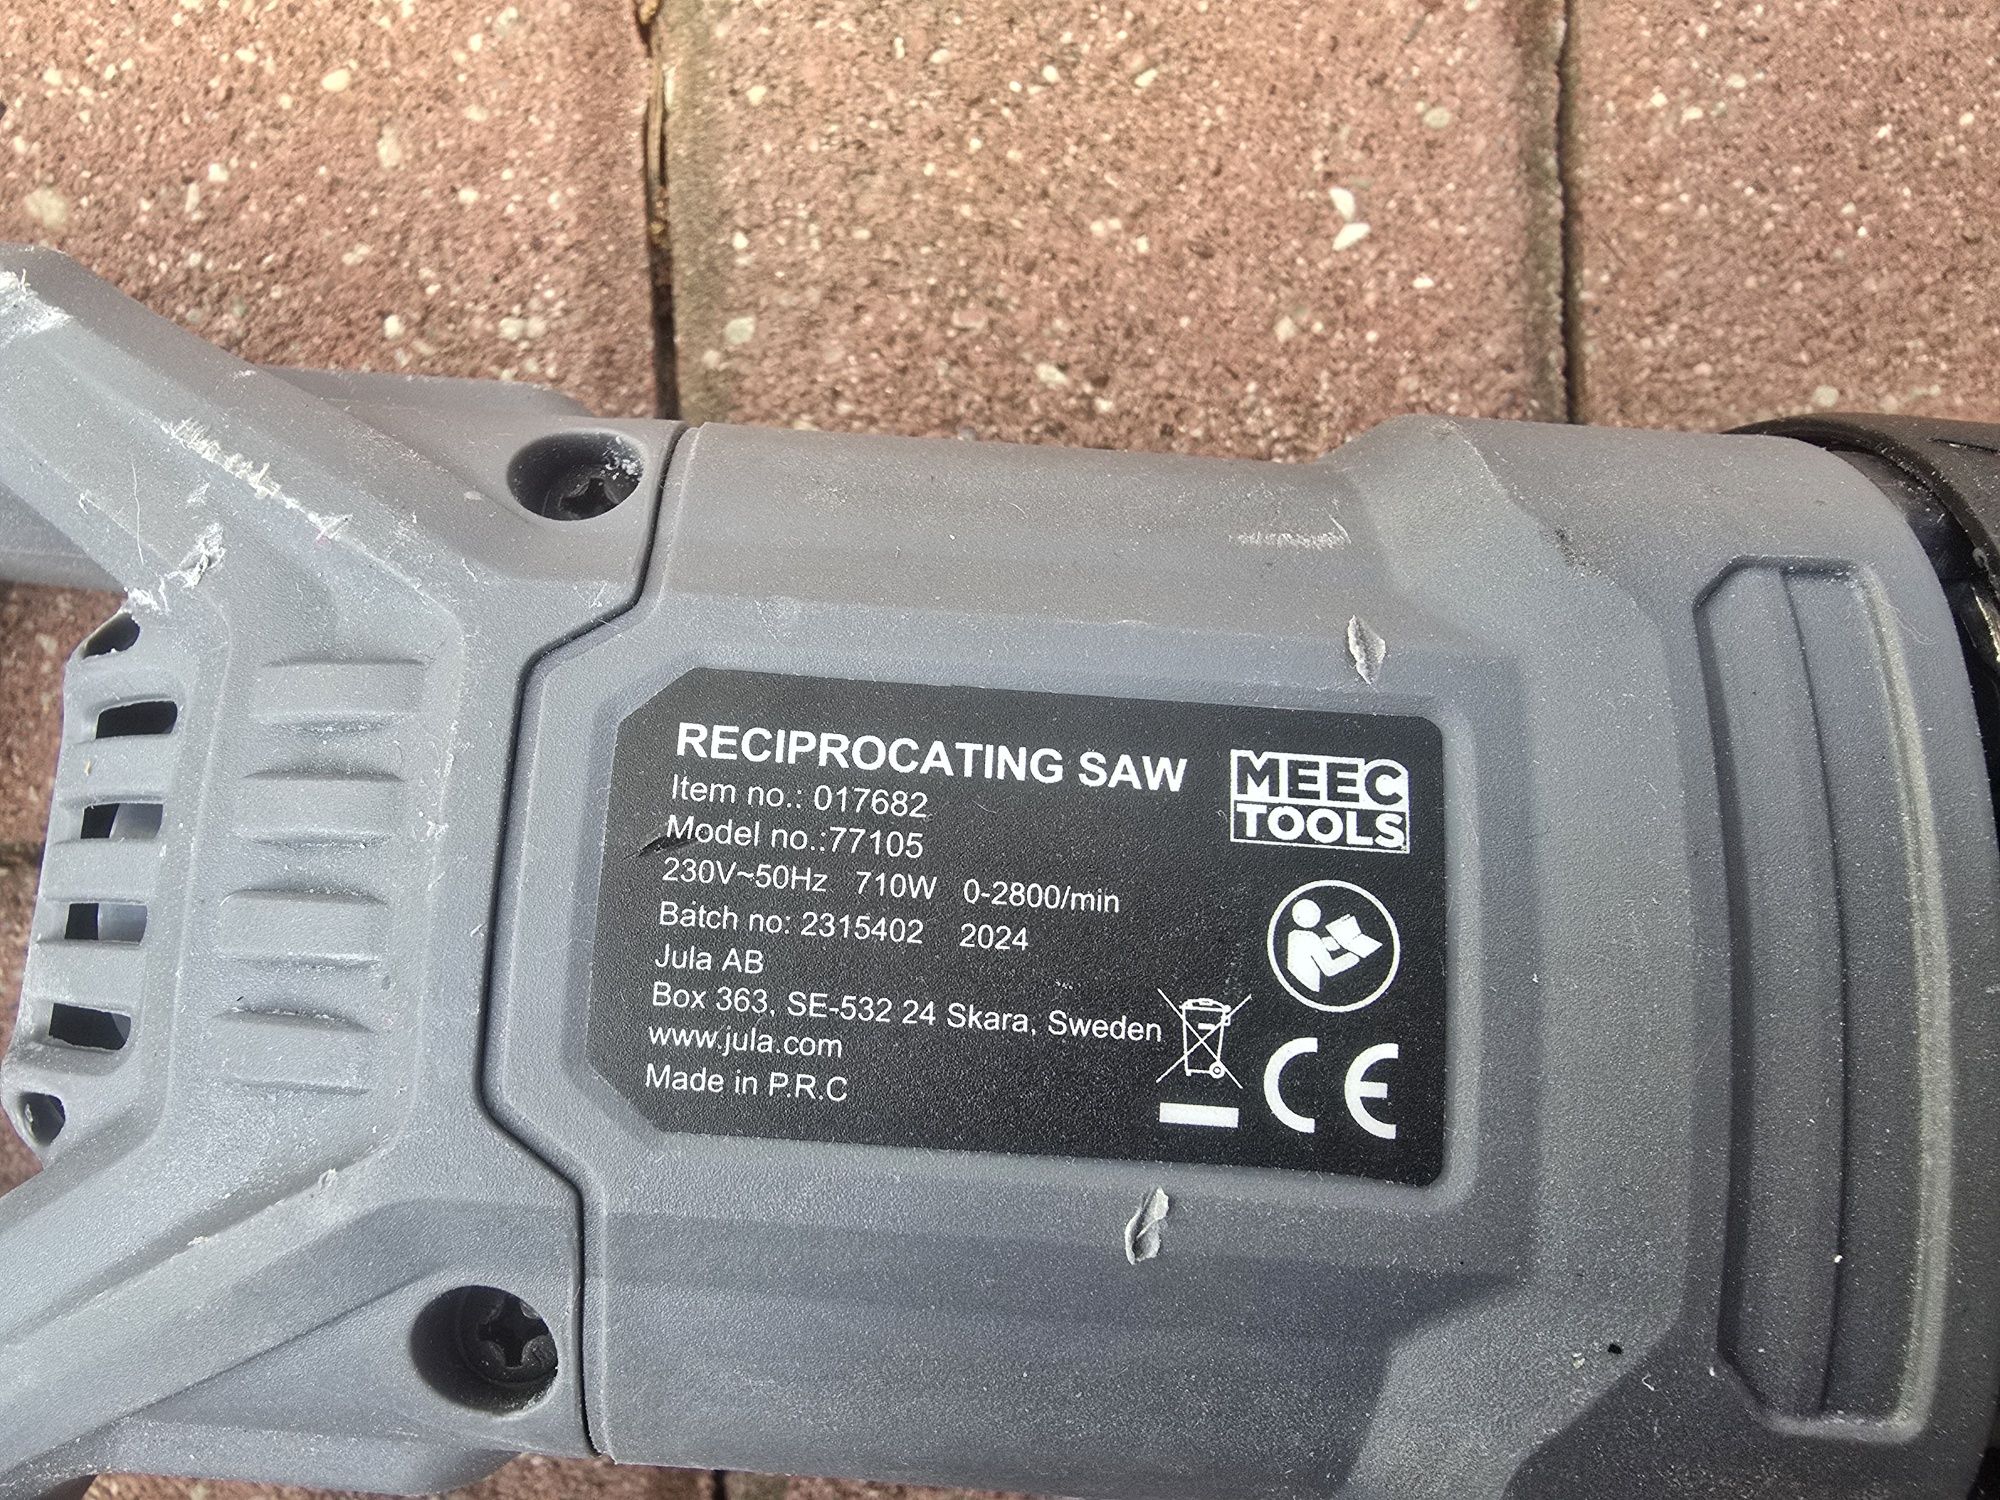 RECIPROCATING SAW
Item no.: 017682
Model no.:77105
230V~50Hz 710W 0-2800/min
Batch no: 2315402 2024
Jula AB
Box 363, SE-532 24 Skara, Sweden
www.jula.com
Made in P.R.C
MEEC
TOOLS
CE